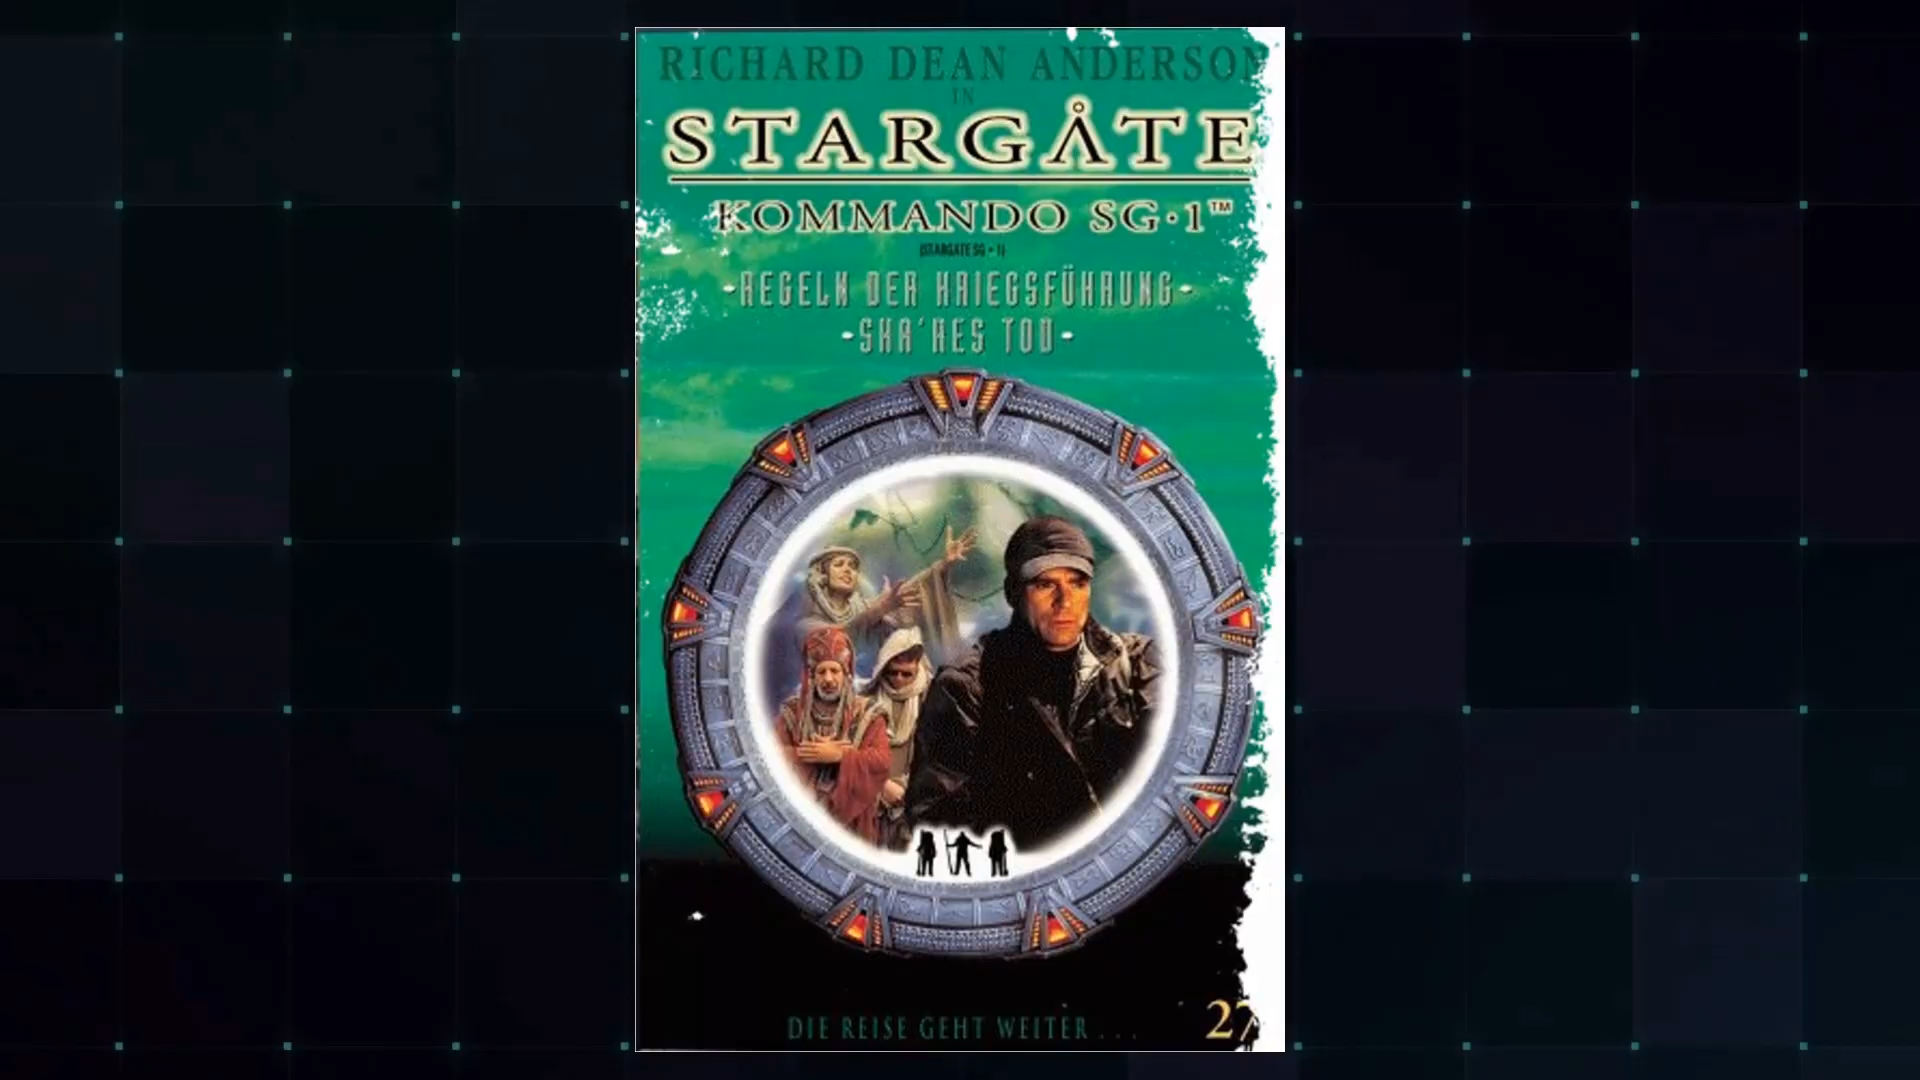 RICHARD DEAN ANDERSON
IN
STARGÅTE
KOMMANDO SG·1™
(STARGATE SG·1)
-REGELN DER KRIEGSFÜHRUNG-
-SHA'RES TOD-
DIE REISE GEHT WEITER . . .
27